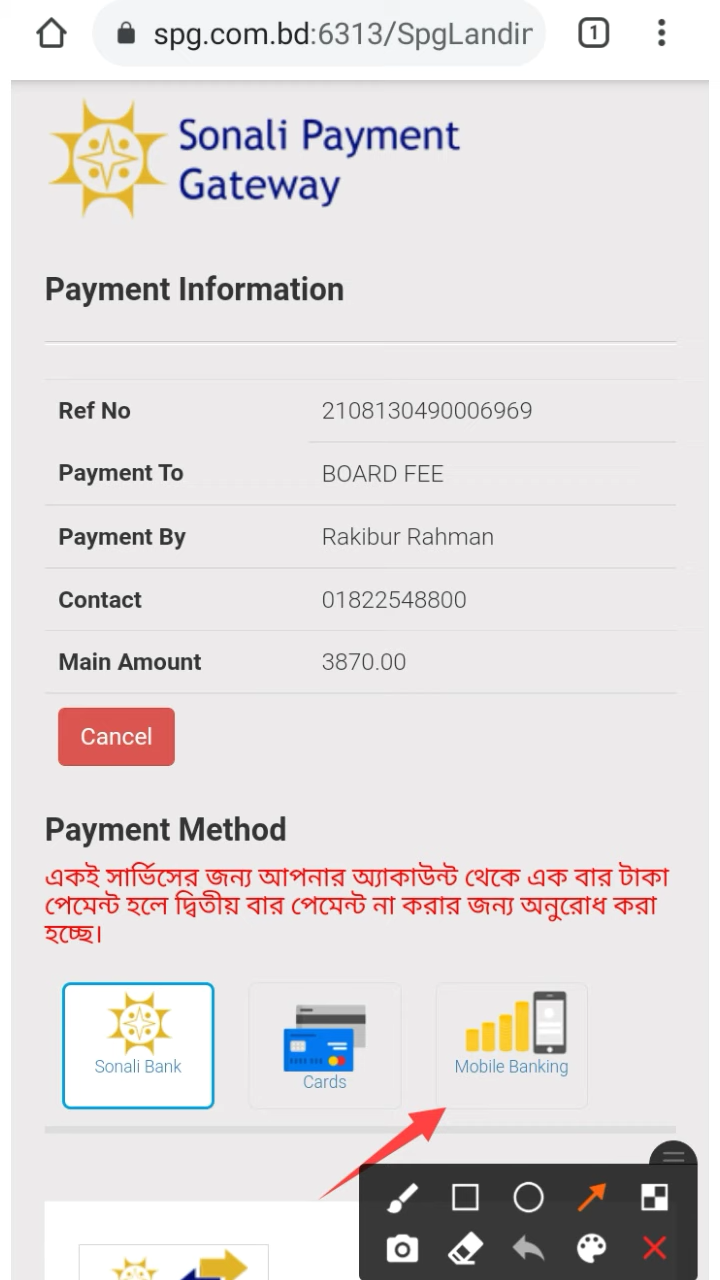 spg.com.bd:6313/SpgLandir
1
Sonali Payment
Gateway
Payment Information
Ref No 2108130490006969
Payment To BOARD FEE
Payment By Rakibur Rahman
Contact 01822548800
Main Amount 3870.00
Cancel
Payment Method
একই সার্ভিসের জন্য আপনার অ্যাকাউন্ট থেকে এক বার টাকা
পেমেন্ট হলে দ্বিতীয় বার পেমেন্ট না করার জন্য অনুরোধ করা
হচ্ছে।
Sonali Bank Cards Mobile Banking